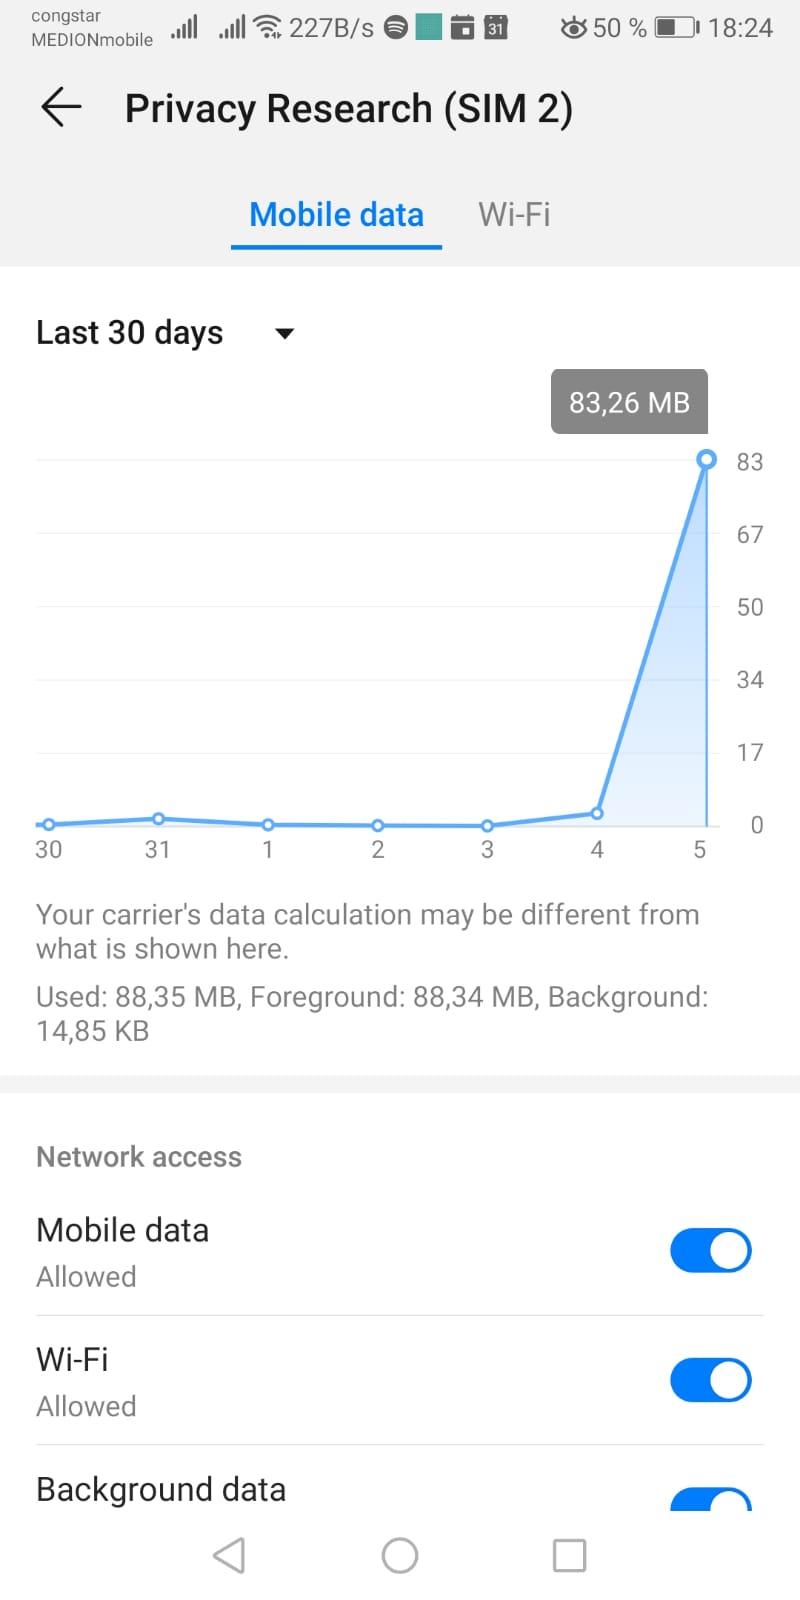 congstar
MEDIONmobile
227B/s
31
50 %
18:24
Privacy Research (SIM 2)
Mobile data
Wi-Fi
Last 30 days
83,26 MB
83
67
50
34
17
0
30 31 1 2 3 4 5
Your carrier's data calculation may be different from
what is shown here.
Used: 88,35 MB, Foreground: 88,34 MB, Background:
14,85 KB
Network access
Mobile data
Allowed
Wi-Fi
Allowed
Background data